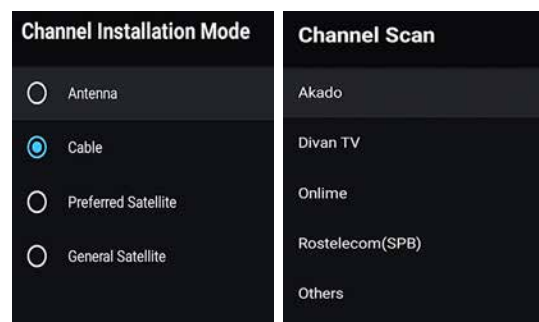 Channel Installation Mode
Antenna
Cable
Preferred Satellite
General Satellite
Channel Scan
Akado
Divan TV
Onlime
Rostelecom(SPB)
Others